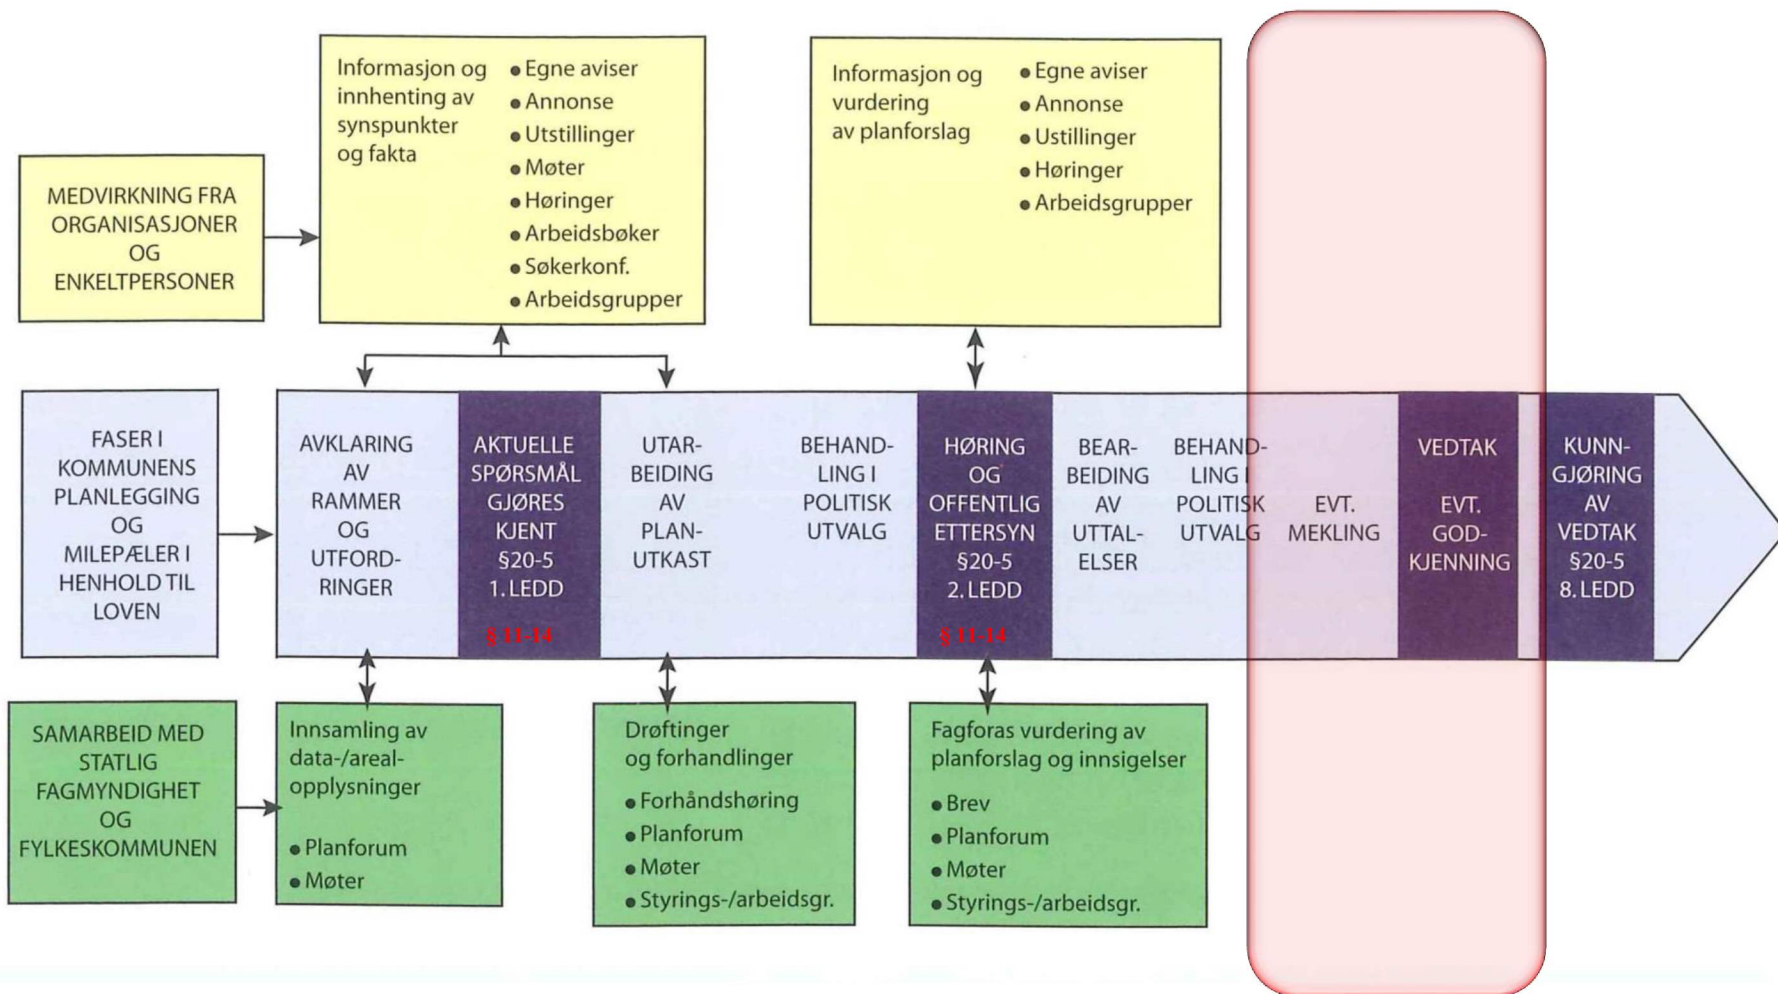 MEDVIRKNING FRA
ORGANISASJONER
OG
ENKELTPERSONER
Informasjon og
innhenting av
synspunkter
og fakta
• Egne aviser
• Annonse
• Utstillinger
• Møter
• Høringer
• Arbeidsbøker
• Søkerkonf.
• Arbeidsgrupper
Informasjon og
vurdering
av planforslag
• Egne aviser
• Annonse
• Ustillinger
• Høringer
• Arbeidsgrupper
FASER I
KOMMUNENS
PLANLEGGING
OG
MILEPÆLER I
HENHOLD TIL
LOVEN
AVKLARING
AV
RAMMER
OG
UTFORD-
RINGER
AKTUELLE
SPØRSMÅL
GJØRES
KJENT
§20-5
1. LEDD
§ 11-14
UTAR-
BEIDING
AV
PLAN-
UTKAST
BEHAND-
LING I
POLITISK
UTVALG
HØRING
OG
OFFENTLIG
ETTERSYN
§20-5
2. LEDD
§ 11-14
BEAR-
BEIDING
AV
UTTAL-
ELSER
BEHAND-
LING I
POLITISK
UTVALG
EVT.
MEKLING
VEDTAK
EVT.
GOD-
KJENNING
KUNN-
GJØRING
AV
VEDTAK
§20-5
8. LEDD
SAMARBEID MED
STATLIG
FAGMYNDIGHET
OG
FYLKESKOMMUNEN
Innsamling av
data-/areal-
opplysninger
• Planforum
• Møter
Drøftinger
og forhandlinger
• Forhåndshøring
• Planforum
• Møter
• Styrings-/arbeidsgr.
Fagforas vurdering av
planforslag og innsigelser
• Brev
• Planforum
• Møter
• Styrings-/arbeidsgr.